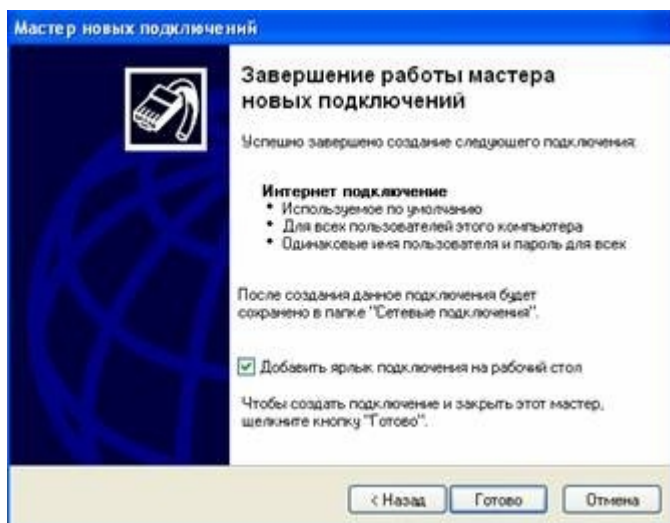 Мастер новых подключений
Завершение работы мастера
новых подключений
Успешно завершено создание следующего подключения:
Интернет подключение
• Используемое по умолчанию
• Для всех пользователей этого компьютера
• Одинаковые имя пользователя и пароль для всех
После создания данное подключения будет
сохранено в папке "Сетевые подключения".
Добавить ярлык подключения на рабочий стол
Чтобы создать подключение и закрыть этот мастер,
щелкните кнопку "Готово".
< Назад Готово Отмена